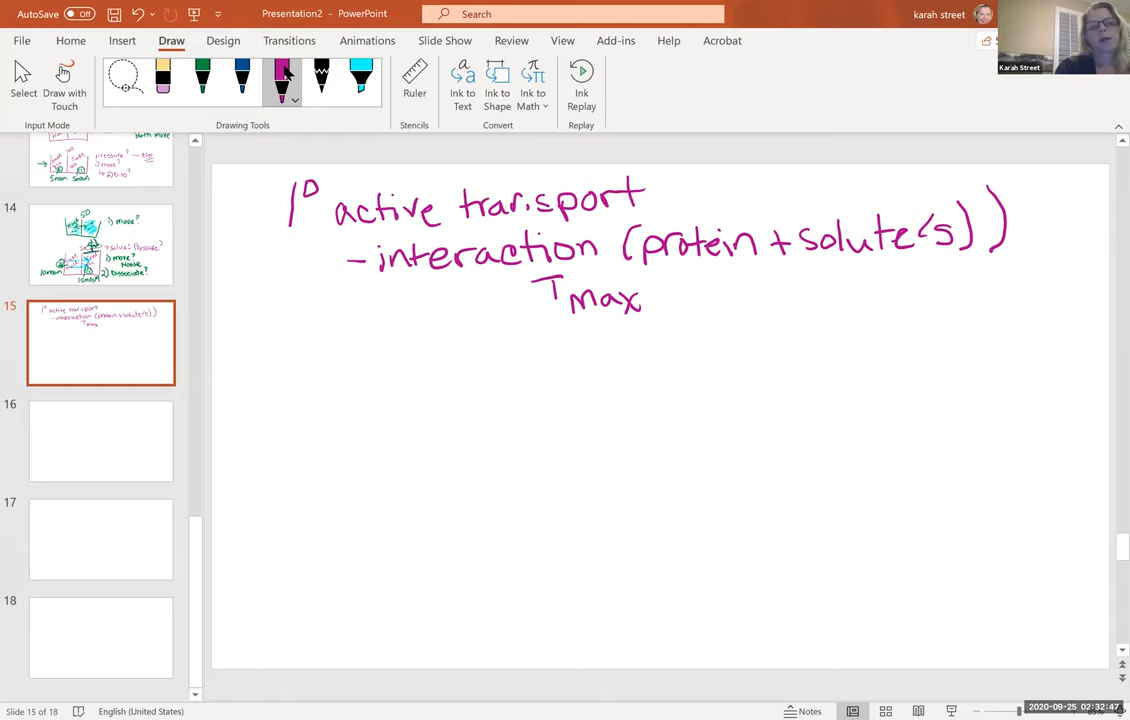 AutoSave Off
Presentation2 - PowerPoint
Search
karah street
File Home Insert Draw Design Transitions Animations Slide Show Review View Add-ins Help Acrobat
Select
Draw with Touch
Ruler
Ink to Text
Ink to Shape
Ink to Math
Ink Replay
Input Mode
Drawing Tools
Stencils
Convert
Replay
Karah Street
14
15
16
17
18
1° active transport
- interaction (protein + solute(s))
Tmax
Slide 15 of 18
English (United States)
Notes
2020-09-25 02:32:47